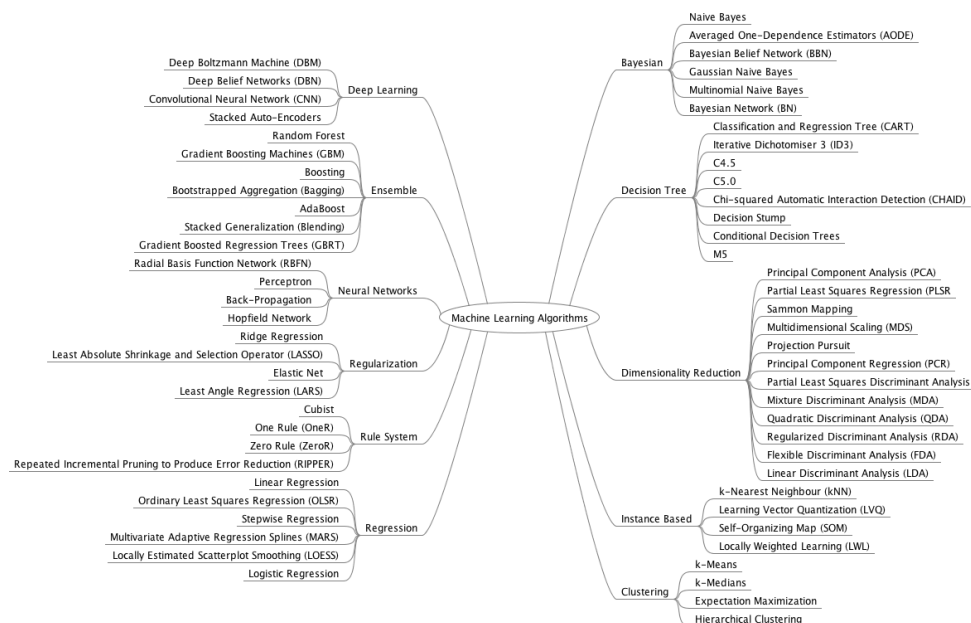 Machine Learning Algorithms
Deep Learning
Deep Boltzmann Machine (DBM)
Deep Belief Networks (DBN)
Convolutional Neural Network (CNN)
Stacked Auto-Encoders
Ensemble
Random Forest
Gradient Boosting Machines (GBM)
Boosting
Bootstrapped Aggregation (Bagging)
AdaBoost
Stacked Generalization (Blending)
Gradient Boosted Regression Trees (GBRT)
Neural Networks
Radial Basis Function Network (RBFN)
Perceptron
Back-Propagation
Hopfield Network
Regularization
Ridge Regression
Least Absolute Shrinkage and Selection Operator (LASSO)
Elastic Net
Least Angle Regression (LARS)
Rule System
Cubist
One Rule (OneR)
Zero Rule (ZeroR)
Repeated Incremental Pruning to Produce Error Reduction (RIPPER)
Regression
Linear Regression
Ordinary Least Squares Regression (OLSR)
Stepwise Regression
Multivariate Adaptive Regression Splines (MARS)
Locally Estimated Scatterplot Smoothing (LOESS)
Logistic Regression
Bayesian
Naive Bayes
Averaged One-Dependence Estimators (AODE)
Bayesian Belief Network (BBN)
Gaussian Naive Bayes
Multinomial Naive Bayes
Bayesian Network (BN)
Decision Tree
Classification and Regression Tree (CART)
Iterative Dichotomiser 3 (ID3)
C4.5
C5.0
Chi-squared Automatic Interaction Detection (CHAID)
Decision Stump
Conditional Decision Trees
M5
Dimensionality Reduction
Principal Component Analysis (PCA)
Partial Least Squares Regression (PLSR
Sammon Mapping
Multidimensional Scaling (MDS)
Projection Pursuit
Principal Component Regression (PCR)
Partial Least Squares Discriminant Analysis
Mixture Discriminant Analysis (MDA)
Quadratic Discriminant Analysis (QDA)
Regularized Discriminant Analysis (RDA)
Flexible Discriminant Analysis (FDA)
Linear Discriminant Analysis (LDA)
Instance Based
k-Nearest Neighbour (kNN)
Learning Vector Quantization (LVQ)
Self-Organizing Map (SOM)
Locally Weighted Learning (LWL)
Clustering
k-Means
k-Medians
Expectation Maximization
Hierarchical Clustering